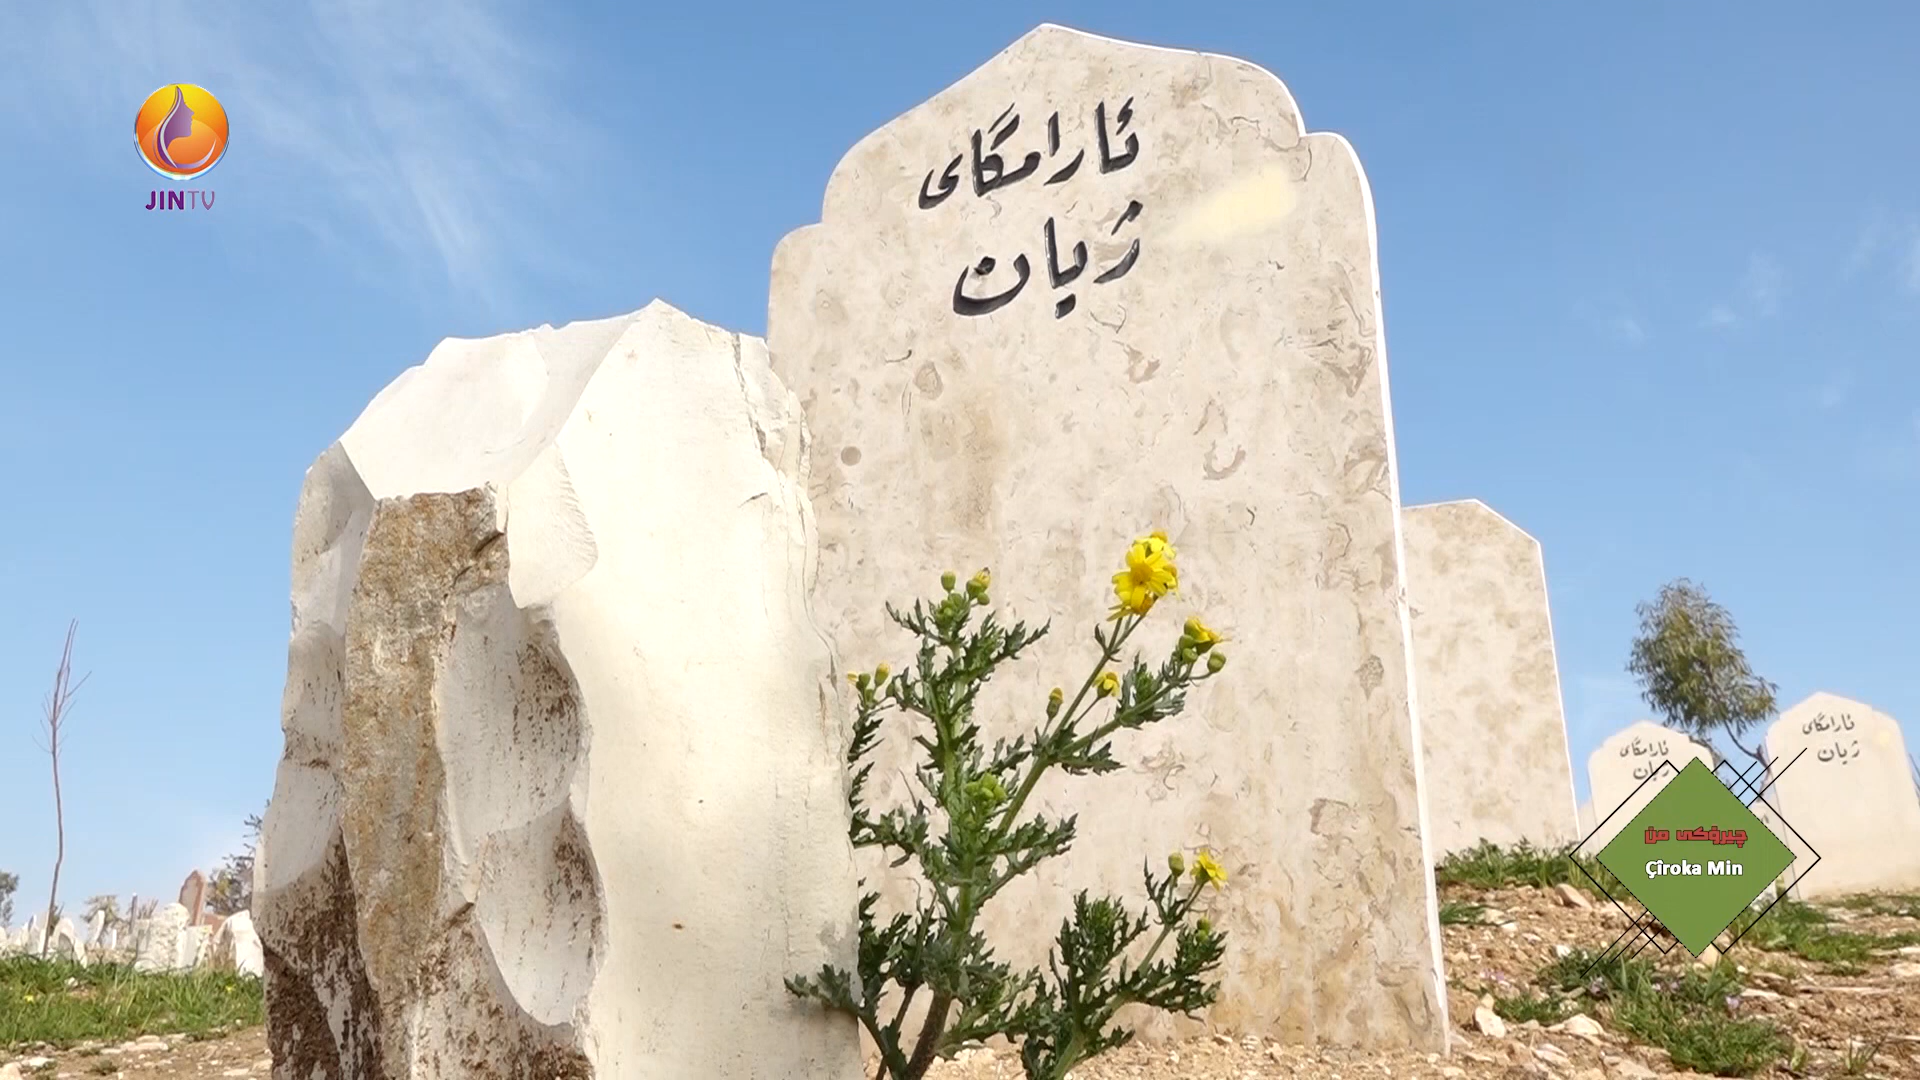 JINTV
ئارامگای
ژیان
ئارامگای
ژیان
ئارامگای
ژیان
چیرۆکی من
Çîroka Min